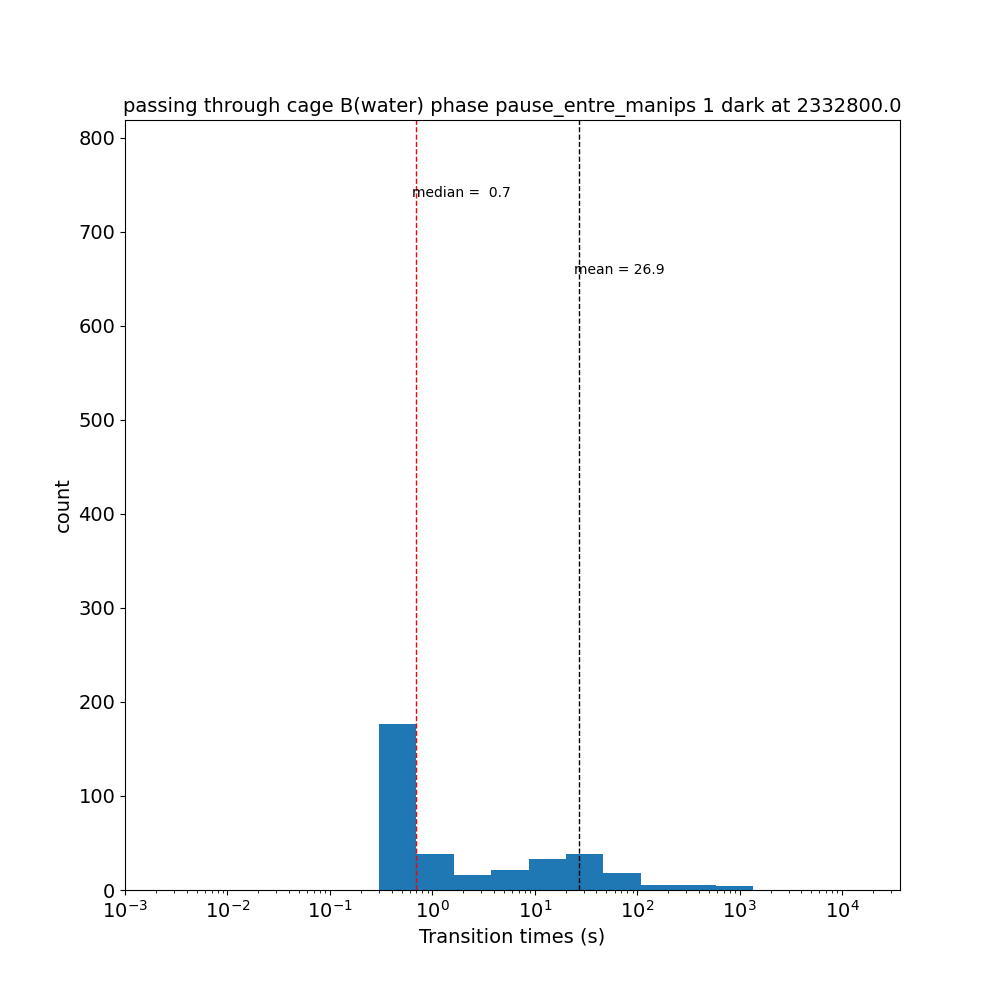 passing through cage B(water) phase pause_entre_manips 1 dark at 2332800.0
800
700
600
500
400
300
200
100
0
median =  0.7
mean = 26.9
count
10⁻³ 10⁻² 10⁻¹ 10⁰ 10¹ 10² 10³ 10⁴
Transition times (s)